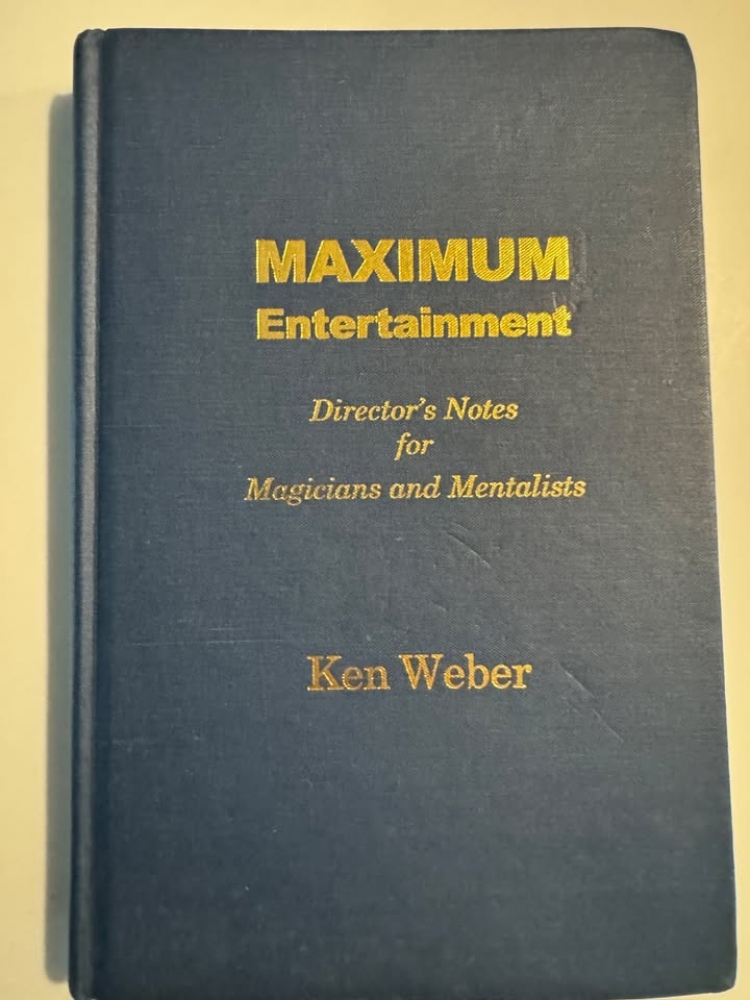 MAXIMUM
Entertainment
Director's Notes
for
Magicians and Mentalists
Ken Weber